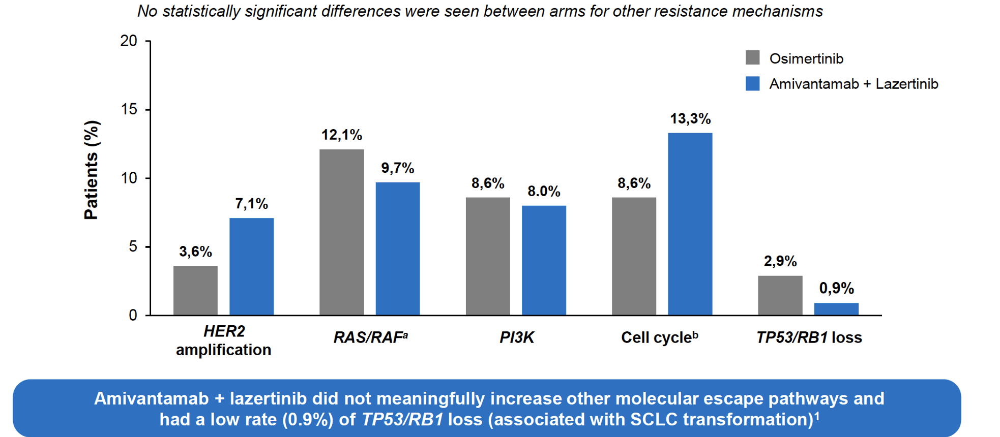 No statistically significant differences were seen between arms for other resistance mechanisms
20
15
10
5
0
Patients (%)
Osimertinib
Amivantamab + Lazertinib
3,6%
7,1%
12,1%
9,7%
8,6%
8.0%
8,6%
13,3%
2,9%
0,9%
HER2
amplification
RAS/RAFᵃ
PI3K
Cell cycleᵇ
TP53/RB1 loss
Amivantamab + lazertinib did not meaningfully increase other molecular escape pathways and
had a low rate (0.9%) of TP53/RB1 loss (associated with SCLC transformation)¹